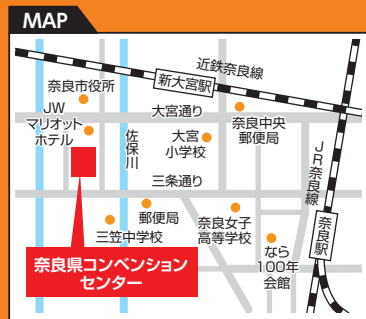 MAP
近鉄奈良線
新大宮駅
奈良市役所
大宮通り
JW
マリオット
ホテル
佐保川
大宮
小学校
奈良中央
郵便局
JR奈良線
三条通り
郵便局
三笠中学校
奈良女子
高等学校
奈良駅
なら
100年
会館
奈良県コンベンション
センター